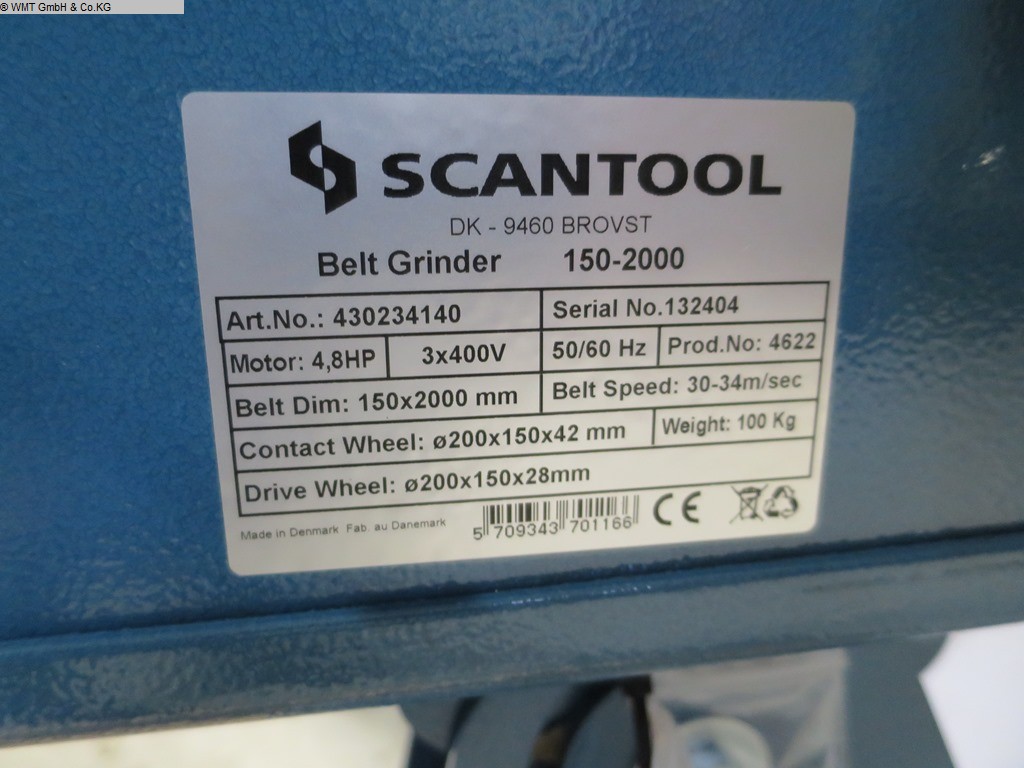 © WMT GmbH & Co.KG
SCANTOOL
DK - 9460 BROVST
Belt Grinder 150-2000
Art.No.: 430234140 Serial No.132404
Motor: 4,8HP 3x400V 50/60 Hz Prod.No: 4622
Belt Dim: 150x2000 mm Belt Speed: 30-34m/sec
Contact Wheel: ø200x150x42 mm Weight: 100 Kg
Drive Wheel: ø200x150x28mm
Made in Denmark Fab. au Danemark 5 709343 701166 CE